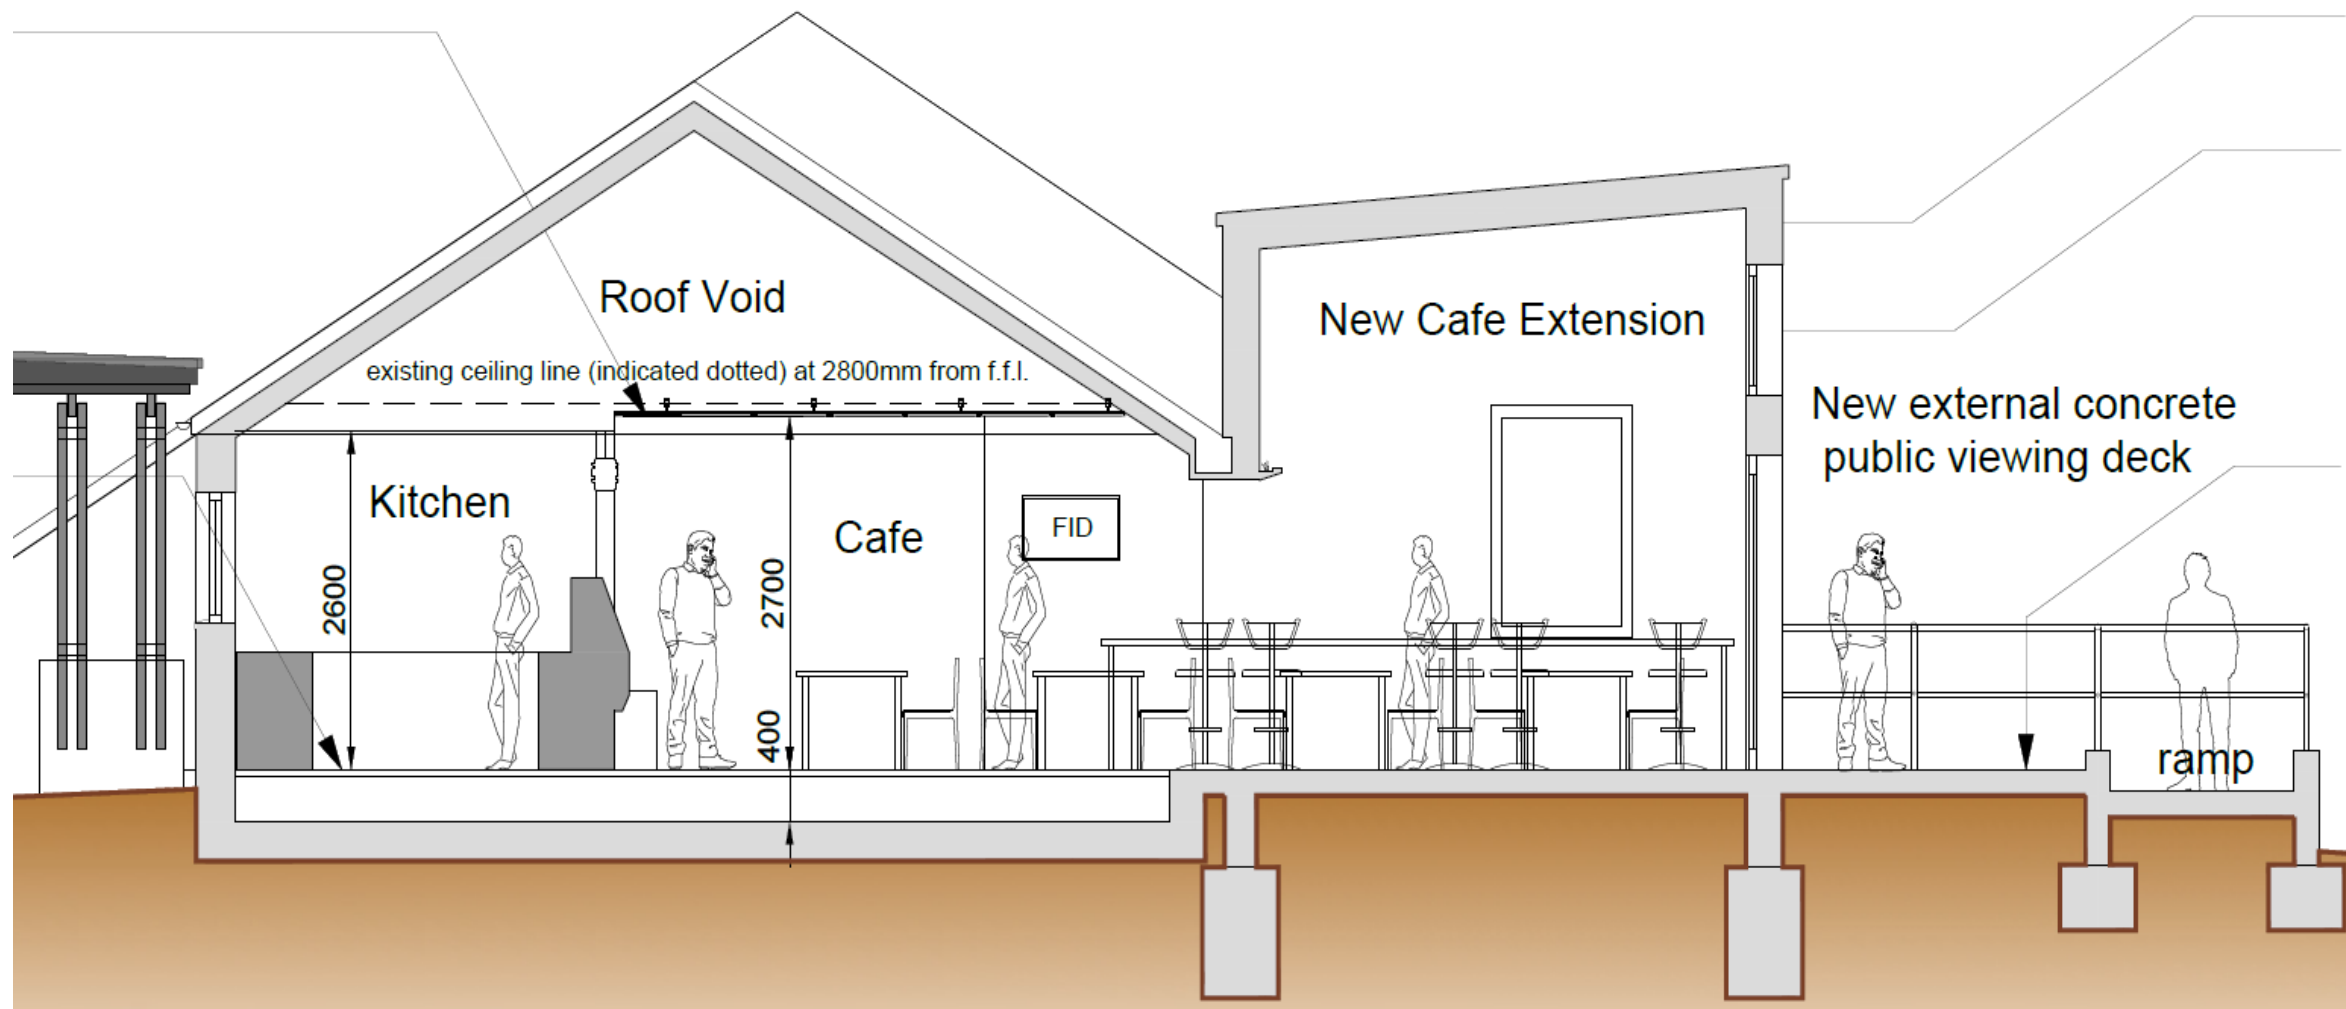 Roof Void
existing ceiling line (indicated dotted) at 2800mm from f.f.l.
New Cafe Extension
New external concrete
public viewing deck
Kitchen
Cafe
FID
2600
2700
400
ramp